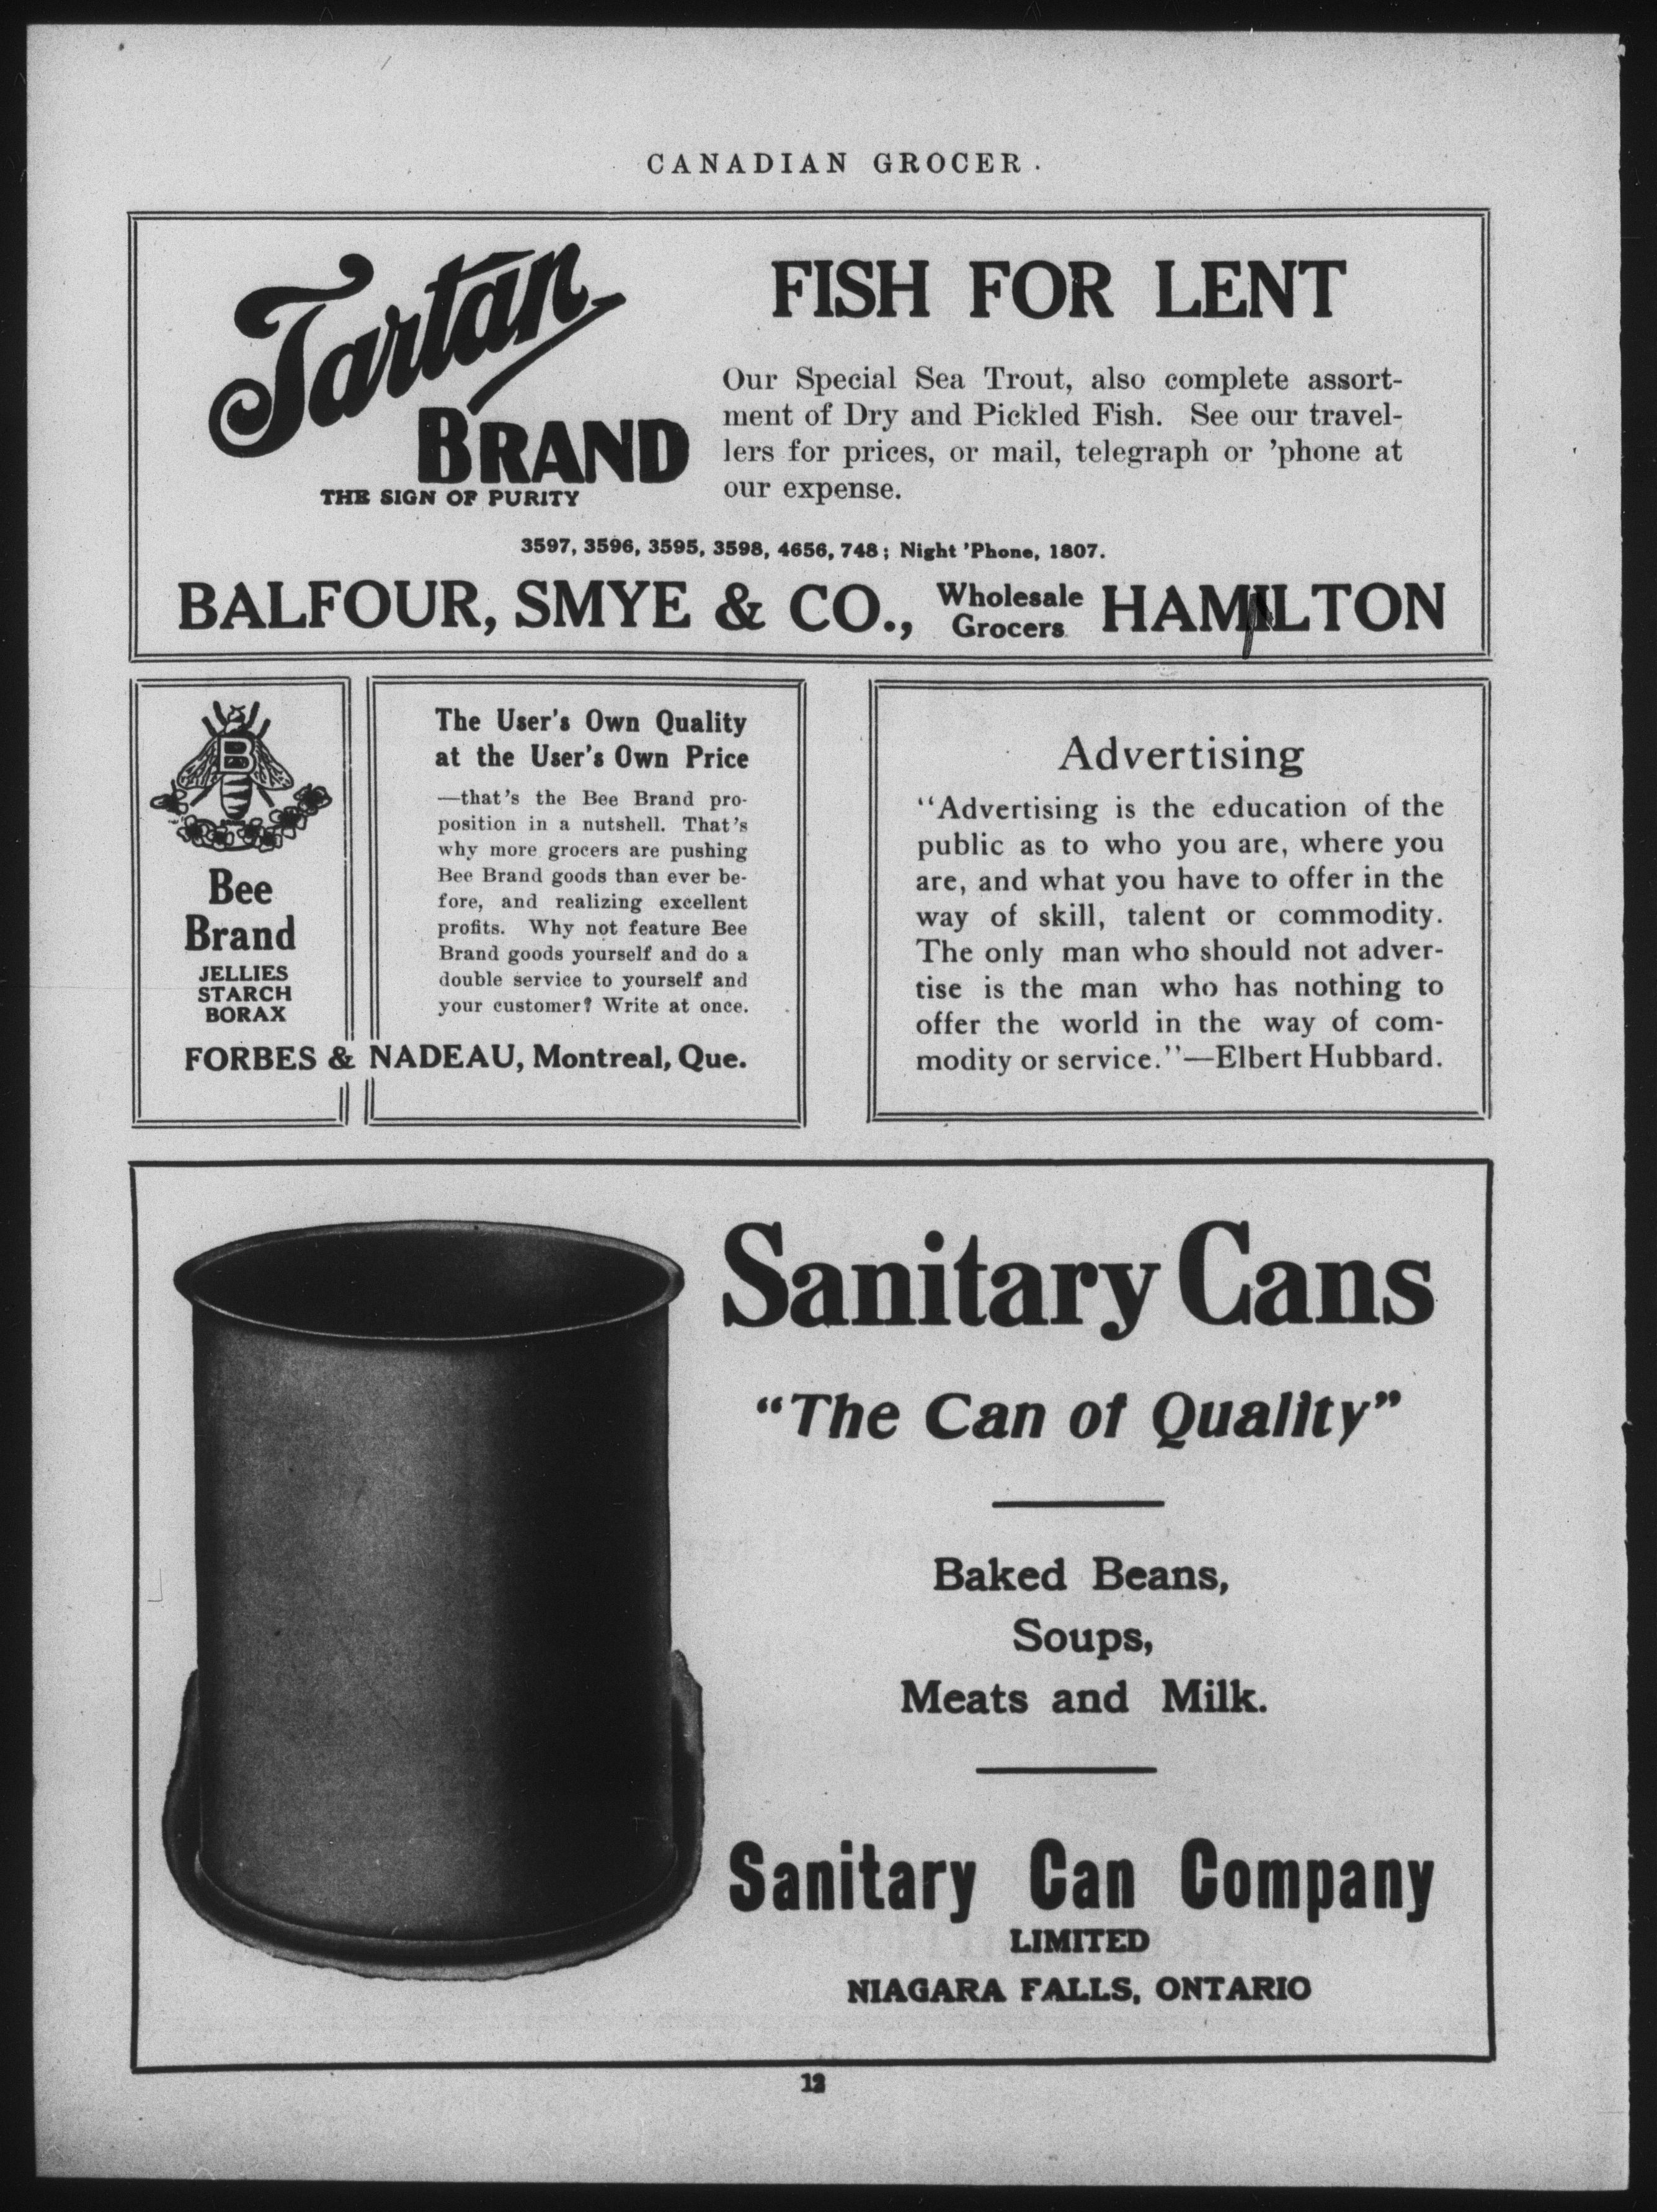 CANADIAN GROCER.
Tartan
BRAND
THE SIGN OF PURITY
FISH FOR LENT
Our Special Sea Trout, also complete assort-
ment of Dry and Pickled Fish. See our travel-
lers for prices, or mail, telegraph or 'phone at
our expense.
3597, 3596, 3595, 3598, 4656, 748; Night 'Phone, 1807.
BALFOUR, SMYE & CO., Wholesale Grocers HAMILTON
B
Bee
Brand
JELLIES
STARCH
BORAX
The User's Own Quality
at the User's Own Price
—that's the Bee Brand pro-
position in a nutshell. That's
why more grocers are pushing
Bee Brand goods than ever be-
fore, and realizing excellent
profits. Why not feature Bee
Brand goods yourself and do a
double service to yourself and
your customer? Write at once.
FORBES & NADEAU, Montreal, Que.
Advertising
"Advertising is the education of the
public as to who you are, where you
are, and what you have to offer in the
way of skill, talent or commodity.
The only man who should not adver-
tise is the man who has nothing to
offer the world in the way of com-
modity or service."—Elbert Hubbard.
Sanitary Cans
"The Can of Quality"
Baked Beans,
Soups,
Meats and Milk.
Sanitary Can Company
LIMITED
NIAGARA FALLS, ONTARIO